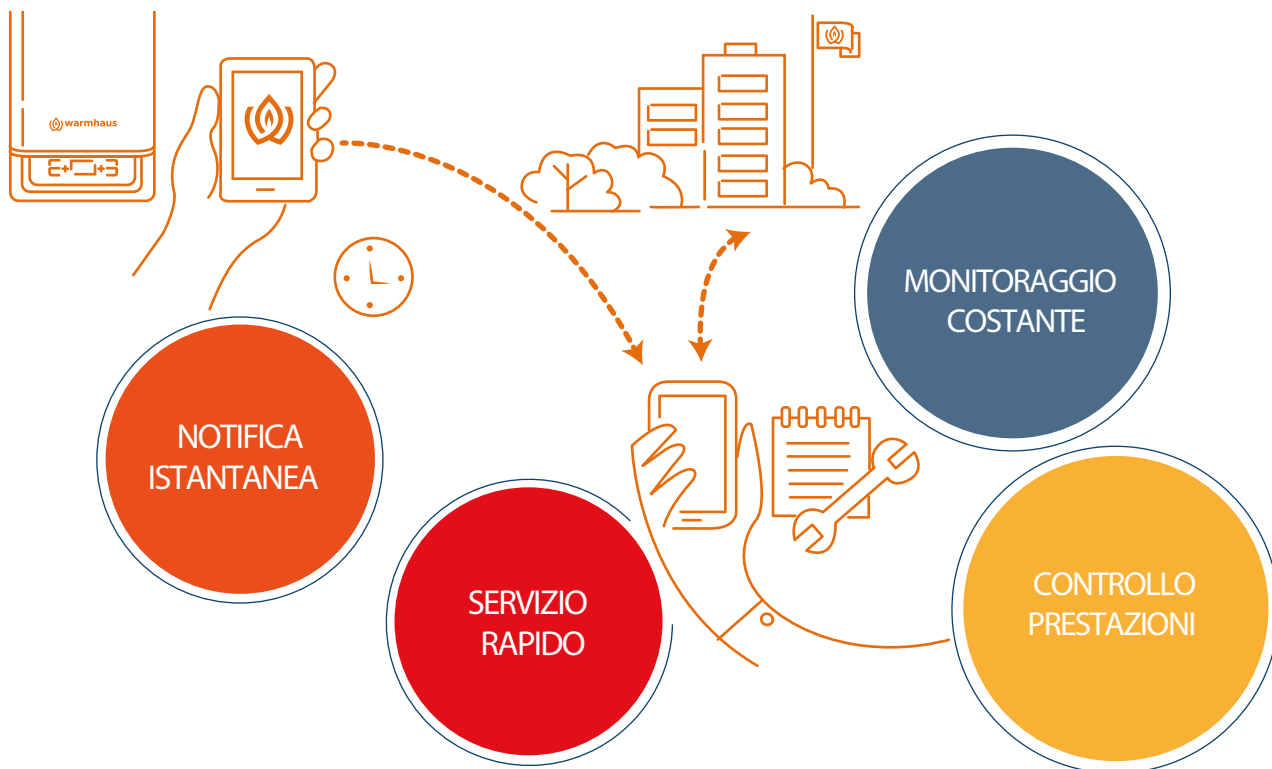 warmhaus
MONITORAGGIO
COSTANTE
NOTIFICA
ISTANTANEA
SERVIZIO
RAPIDO
CONTROLLO
PRESTAZIONI